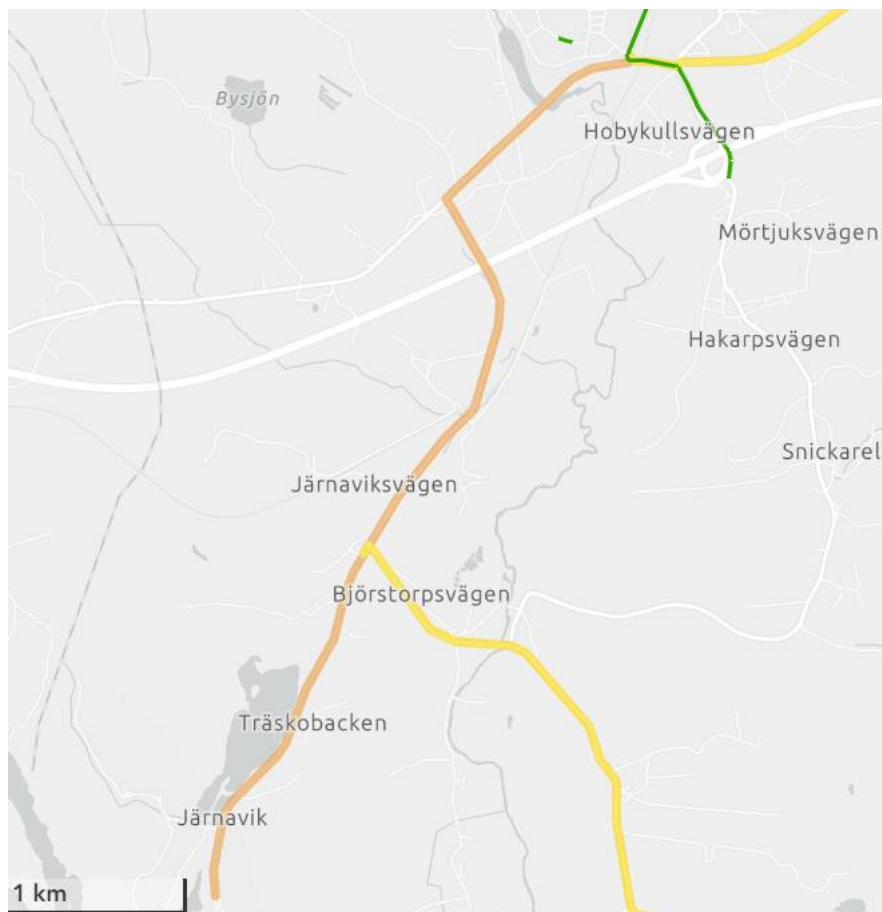 Bysjön
Hobykullsvägen
Mörtjuksvägen
Hakarpsvägen
Snickarel
Järnaviksvägen
Björstorpsvägen
Träskobacken
Järnavik
1 km